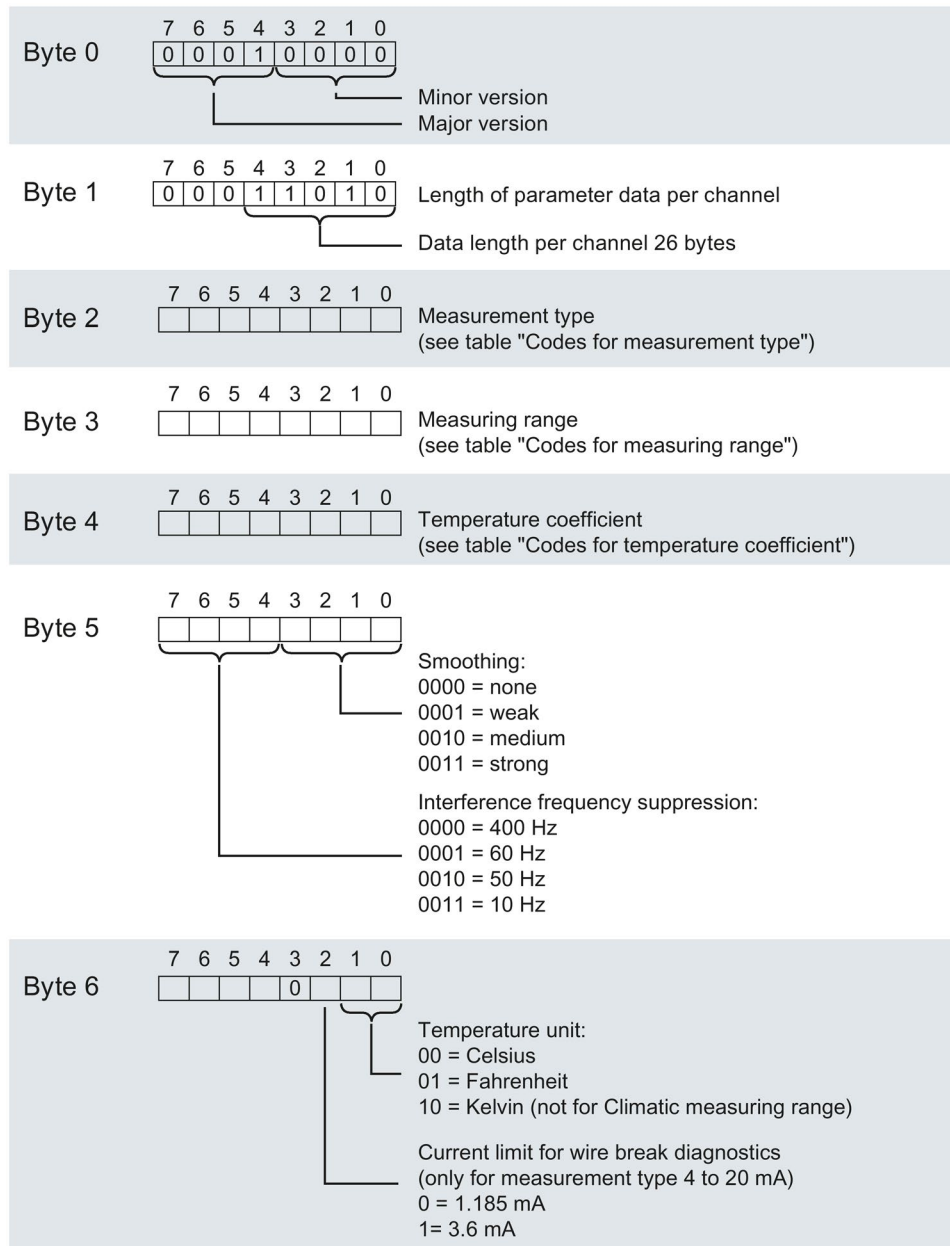 7 6 5 4 3 2 1 0
Byte 0
0 0 0 1 0 0 0 0
Minor version
Major version
7 6 5 4 3 2 1 0
Byte 1
0 0 0 1 1 0 1 0
Length of parameter data per channel
Data length per channel 26 bytes
7 6 5 4 3 2 1 0
Byte 2
Measurement type
(see table "Codes for measurement type")
7 6 5 4 3 2 1 0
Byte 3
Measuring range
(see table "Codes for measuring range")
7 6 5 4 3 2 1 0
Byte 4
Temperature coefficient
(see table "Codes for temperature coefficient")
7 6 5 4 3 2 1 0
Byte 5
Smoothing:
0000 = none
0001 = weak
0010 = medium
0011 = strong
Interference frequency suppression:
0000 = 400 Hz
0001 = 60 Hz
0010 = 50 Hz
0011 = 10 Hz
7 6 5 4 3 2 1 0
Byte 6
0
Temperature unit:
00 = Celsius
01 = Fahrenheit
10 = Kelvin (not for Climatic measuring range)
Current limit for wire break diagnostics
(only for measurement type 4 to 20 mA)
0 = 1.185 mA
1= 3.6 mA